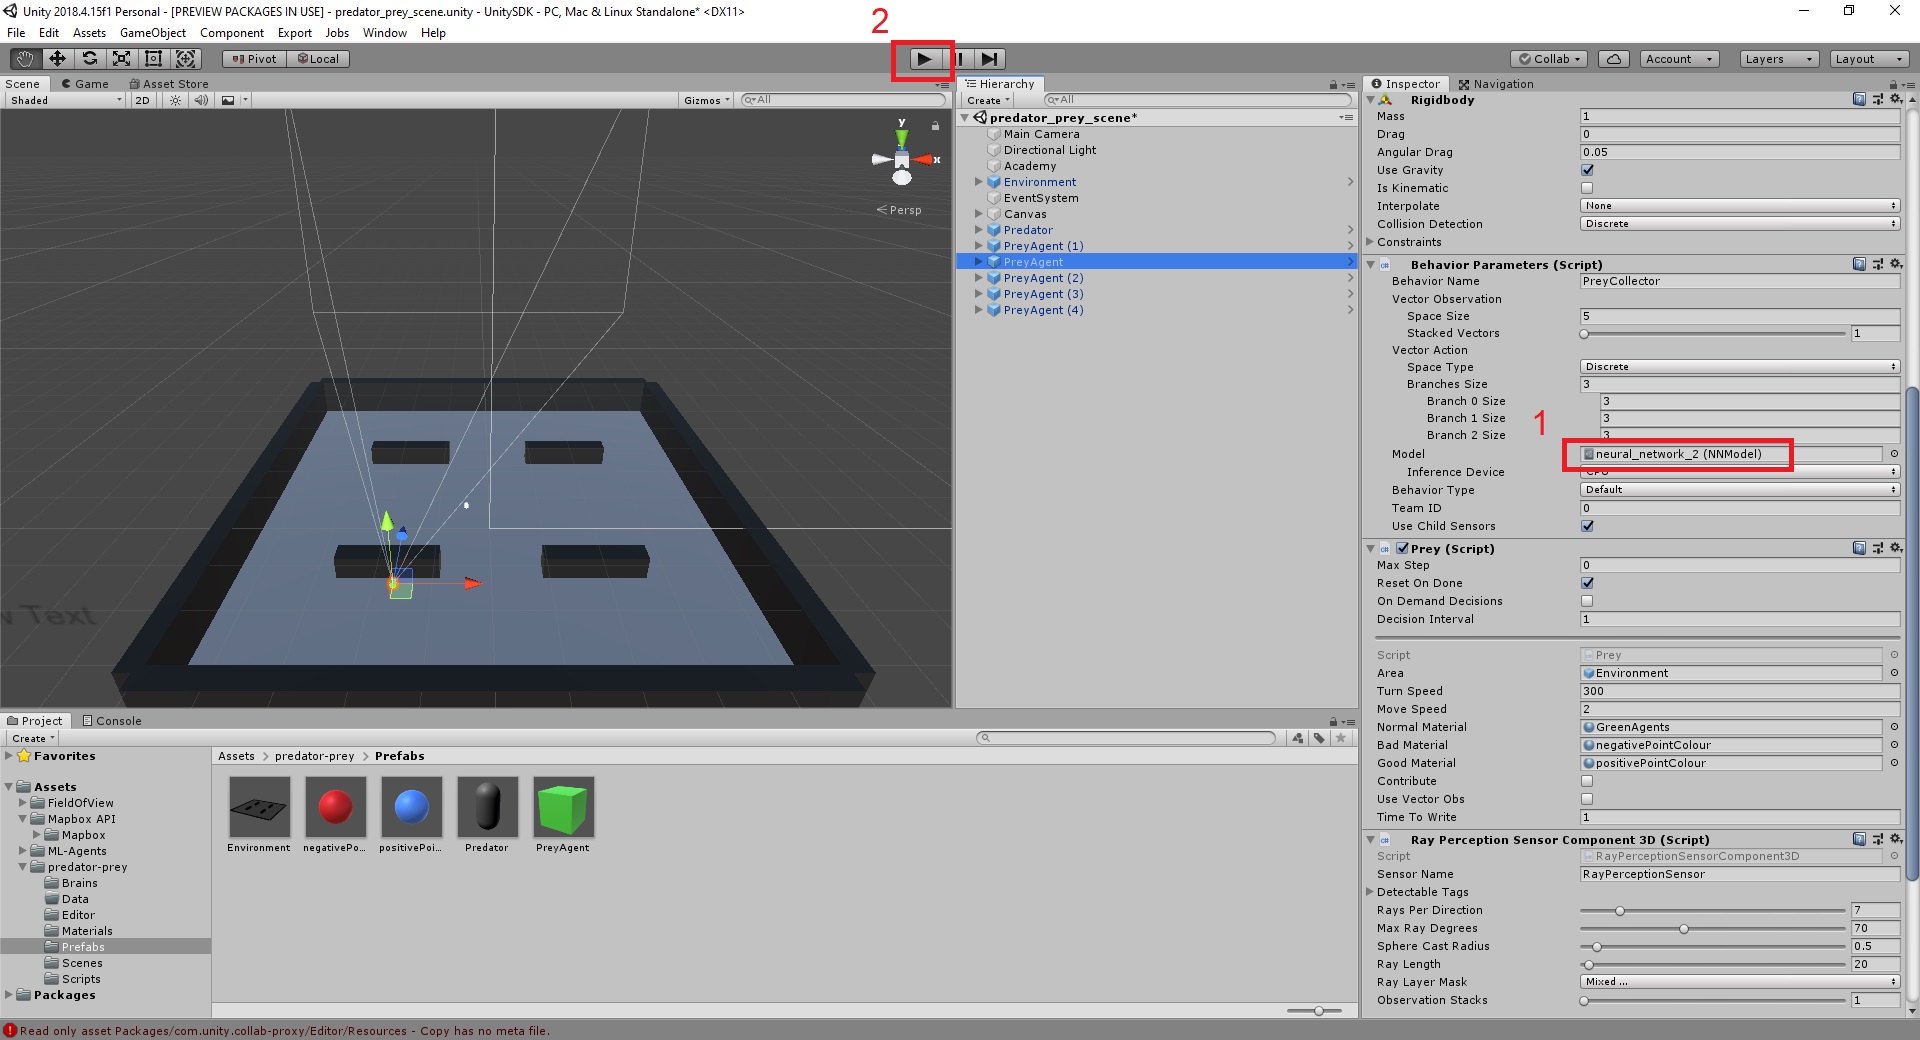 Unity 2018.4.15f1 Personal - [PREVIEW PACKAGES IN USE] - predator_prey_scene.unity - UnitySDK - PC, Mac & Linux Standalone* <DX11>
2
File Edit Assets GameObject Component Export Jobs Window Help
Pivot Local Collab Account Layers Layout
Scene Game Asset Store
Shaded 2D Gizmos All
y
x
Persp
w Text
Hierarchy
Create All
predator_prey_scene*
Main Camera
Directional Light
Academy
Environment
EventSystem
Canvas
Predator
PreyAgent (1)
PreyAgent
PreyAgent (2)
PreyAgent (3)
PreyAgent (4)
Inspector Navigation
Rigidbody
Mass 1
Drag 0
Angular Drag 0.05
Use Gravity
Is Kinematic
Interpolate None
Collision Detection Discrete
Constraints
Behavior Parameters (Script)
Behavior Name PreyCollector
Vector Observation
Space Size 5
Stacked Vectors 1
Vector Action
Space Type Discrete
Branches Size 3
Branch 0 Size 3
Branch 1 Size 3
1
Branch 2 Size 3
Model neural_network_2 (NNModel)
Inference Device CPU
Behavior Type Default
Team ID 0
Use Child Sensors
Prey (Script)
Max Step 0
Reset On Done
On Demand Decisions
Decision Interval 1
Script Prey
Area Environment
Turn Speed 300
Move Speed 2
Normal Material GreenAgents
Bad Material negativePointColour
Good Material positivePointColour
Contribute
Use Vector Obs
Time To Write 1
Ray Perception Sensor Component 3D (Script)
Script RayPerceptionSensorComponent3D
Sensor Name RayPerceptionSensor
Detectable Tags
Rays Per Direction 7
Max Ray Degrees 70
Sphere Cast Radius 0.5
Ray Length 20
Ray Layer Mask Mixed ...
Observation Stacks 1
Project Console
Create
Favorites
Assets
FieldOfView
Mapbox API
Mapbox
ML-Agents
predator-prey
Brains
Data
Editor
Materials
Prefabs
Scenes
Scripts
Packages
Assets predator-prey Prefabs
Environment negativePo... positivePoi... Predator PreyAgent
Read only asset Packages/com.unity.collab-proxy/Editor/Resources - Copy has no meta file.